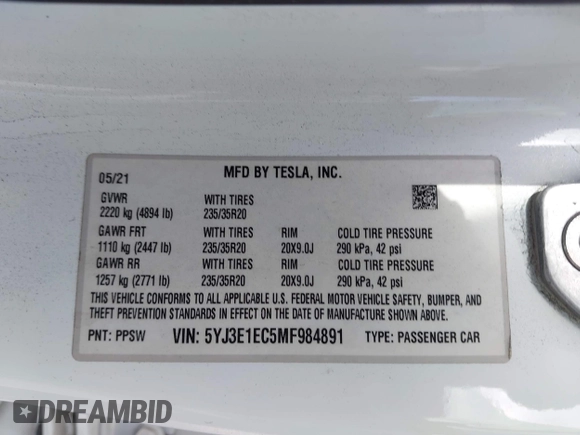 MFD BY TESLA, INC.
05/21
GVWR WITH TIRES
2220 kg (4894 lb) 235/35R20
GAWR FRT WITH TIRES RIM COLD TIRE PRESSURE
1110 kg (2447 lb) 235/35R20 20X9.0J 290 kPa, 42 psi
GAWR RR WITH TIRES RIM COLD TIRE PRESSURE
1257 kg (2771 lb) 235/35R20 20X9.0J 290 kPa, 42 psi
THIS VEHICLE CONFORMS TO ALL APPLICABLE U.S. FEDERAL MOTOR VEHICLE SAFETY, BUMPER, AND
THEFT PREVENTION STANDARDS IN EFFECT ON THE DATE OF MANUFACTURE SHOWN ABOVE.
PNT: PPSW VIN: 5YJ3E1EC5MF984891 TYPE: PASSENGER CAR
DREAMBID